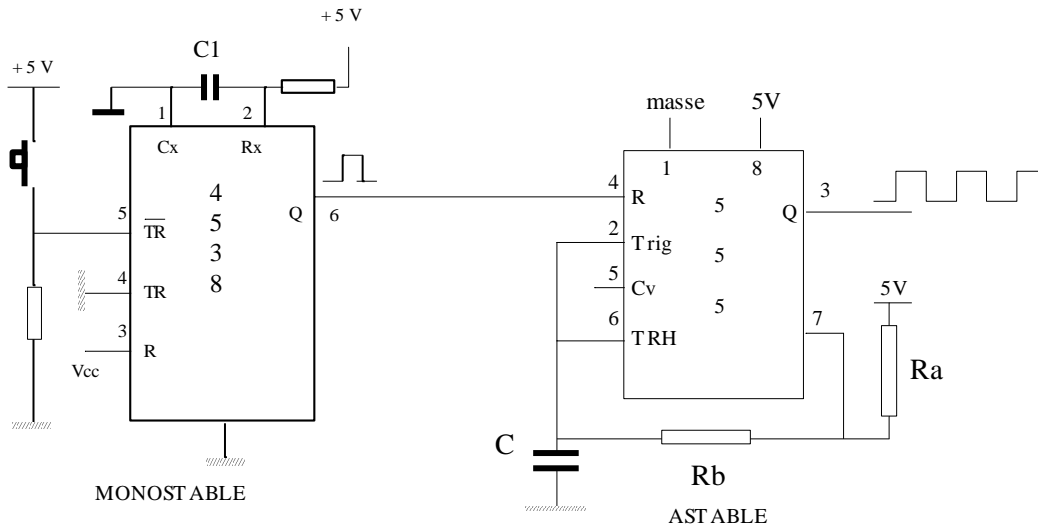 +5 V
C1
+5 V
1
2
Cx
Rx
4
5
3
8
5
TR
4
TR
3
R
Vcc
Q
6
MONOSTABLE
masse
5V
1
8
4
R
2
Trig
5
Cv
6
TRH
5
5
5
Q
3
7
5V
Ra
C
Rb
ASTABLE